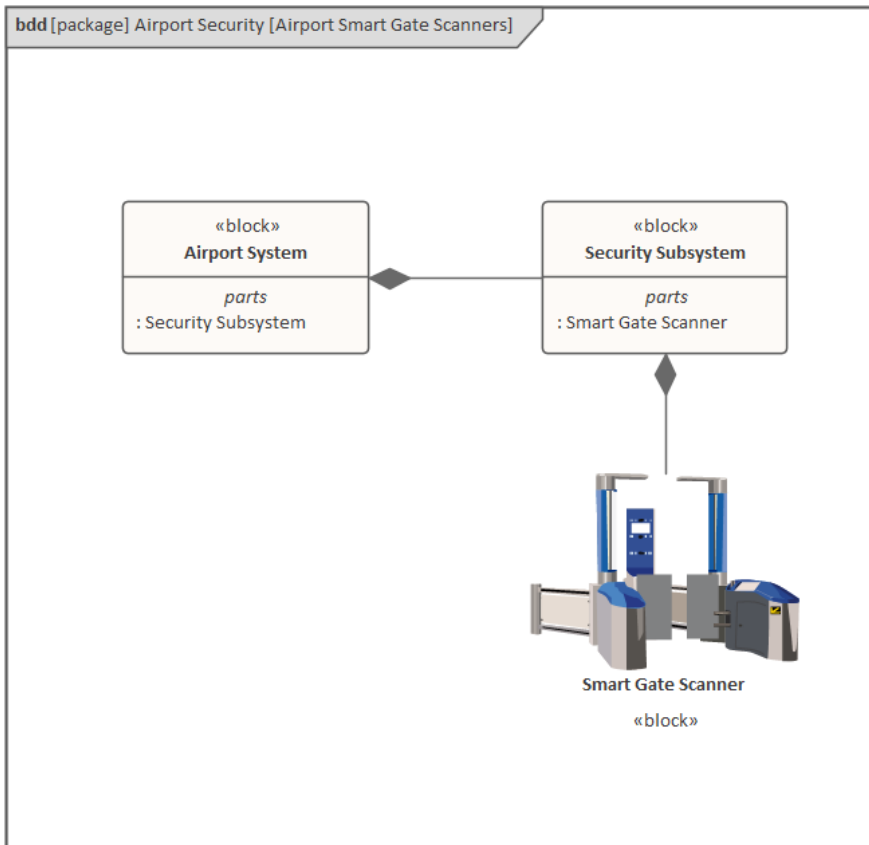 bdd [package] Airport Security [Airport Smart Gate Scanners]
«block»
Airport System
parts
: Security Subsystem
«block»
Security Subsystem
parts
: Smart Gate Scanner
Smart Gate Scanner
«block»